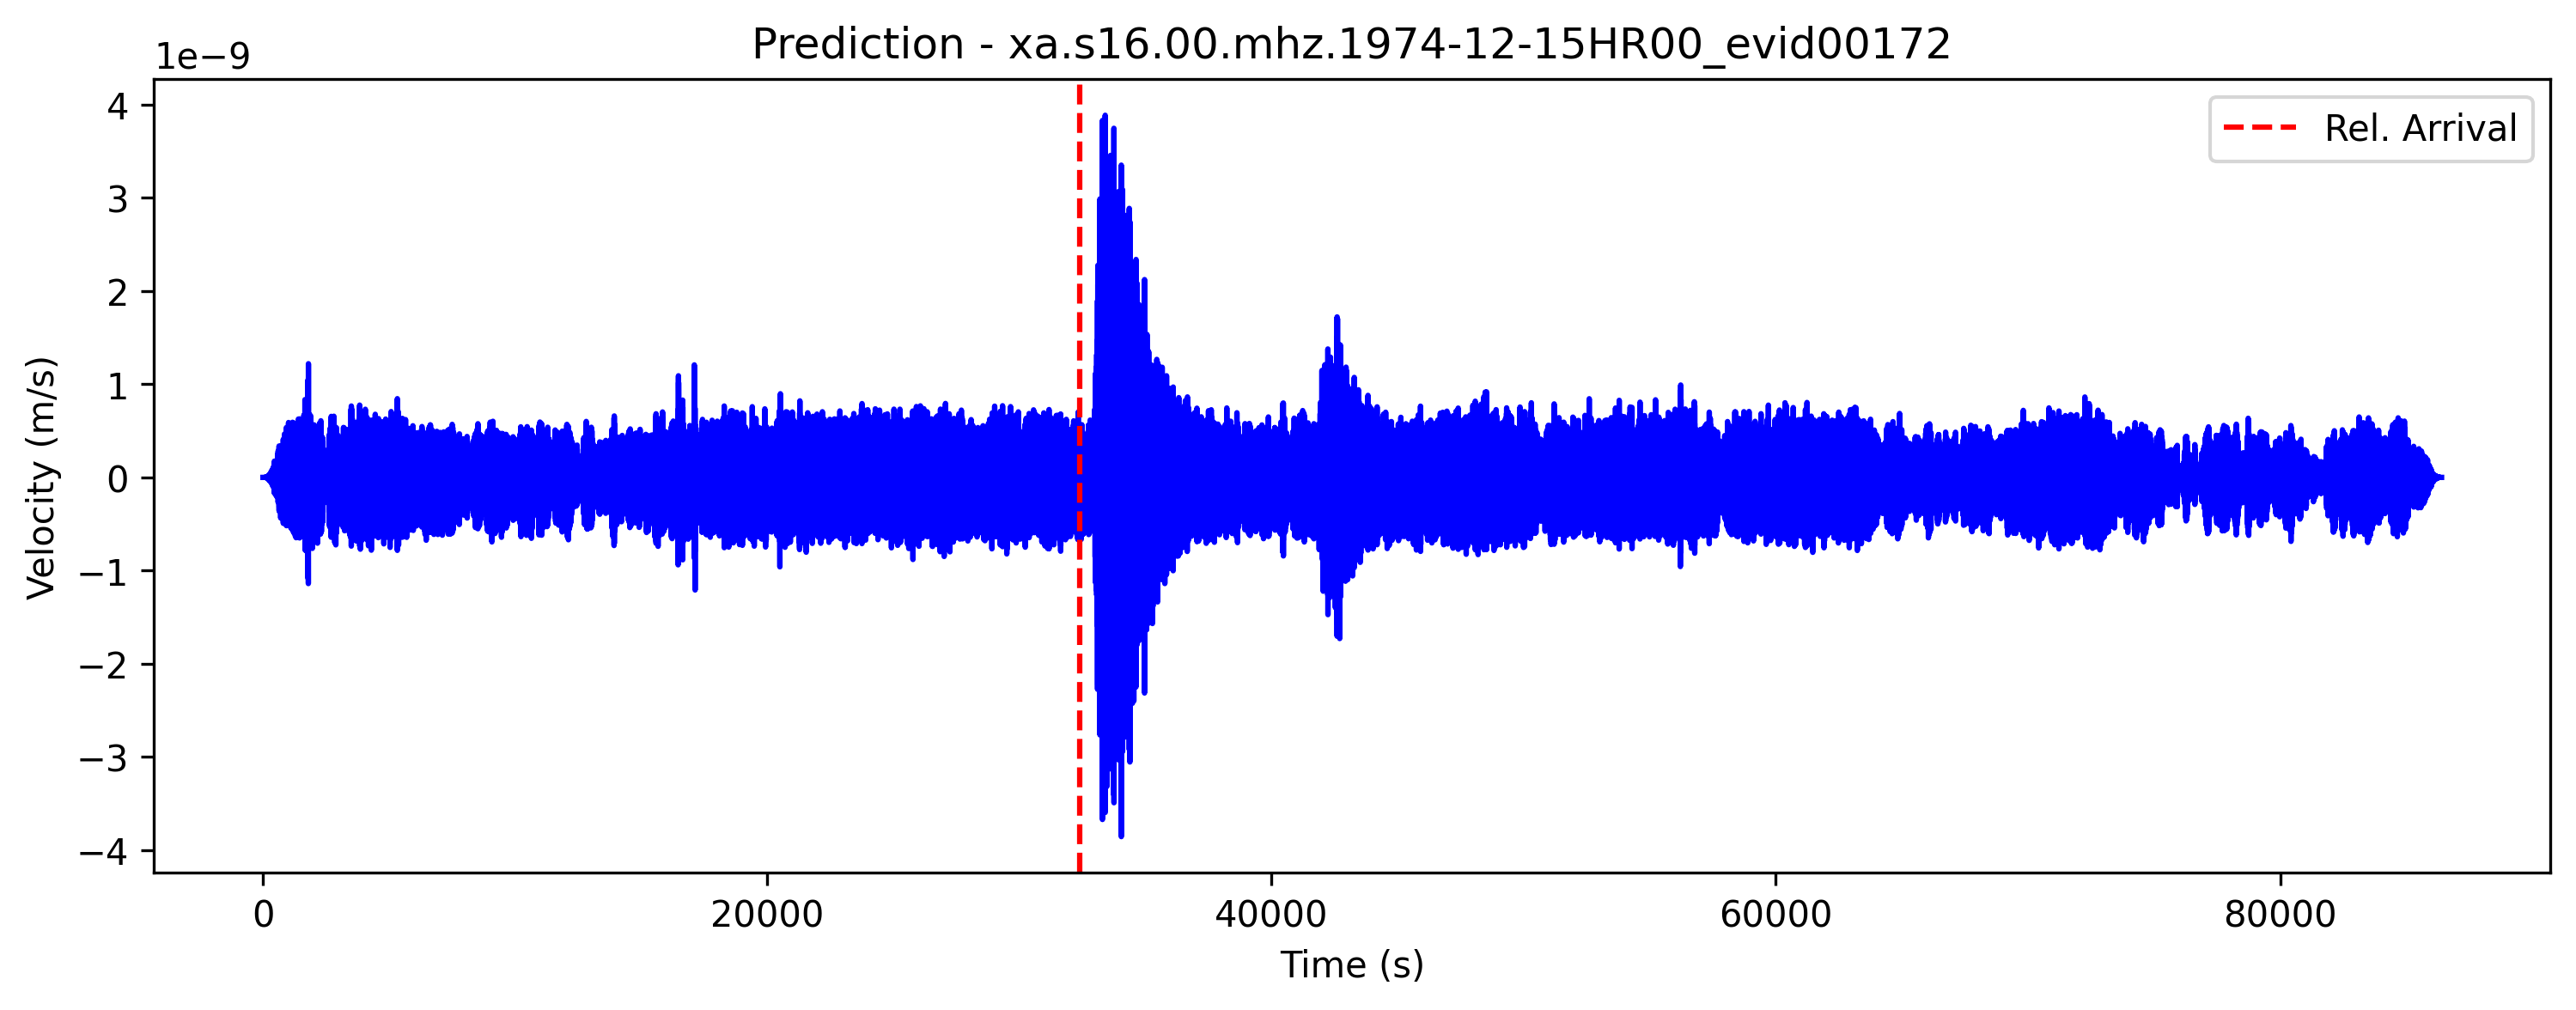 Prediction - xa.s16.00.mhz.1974-12-15HR00_evid00172
1e−9
Rel. Arrival
4
3
2
1
0
−1
−2
−3
−4
Velocity (m/s)
0 20000 40000 60000 80000
Time (s)